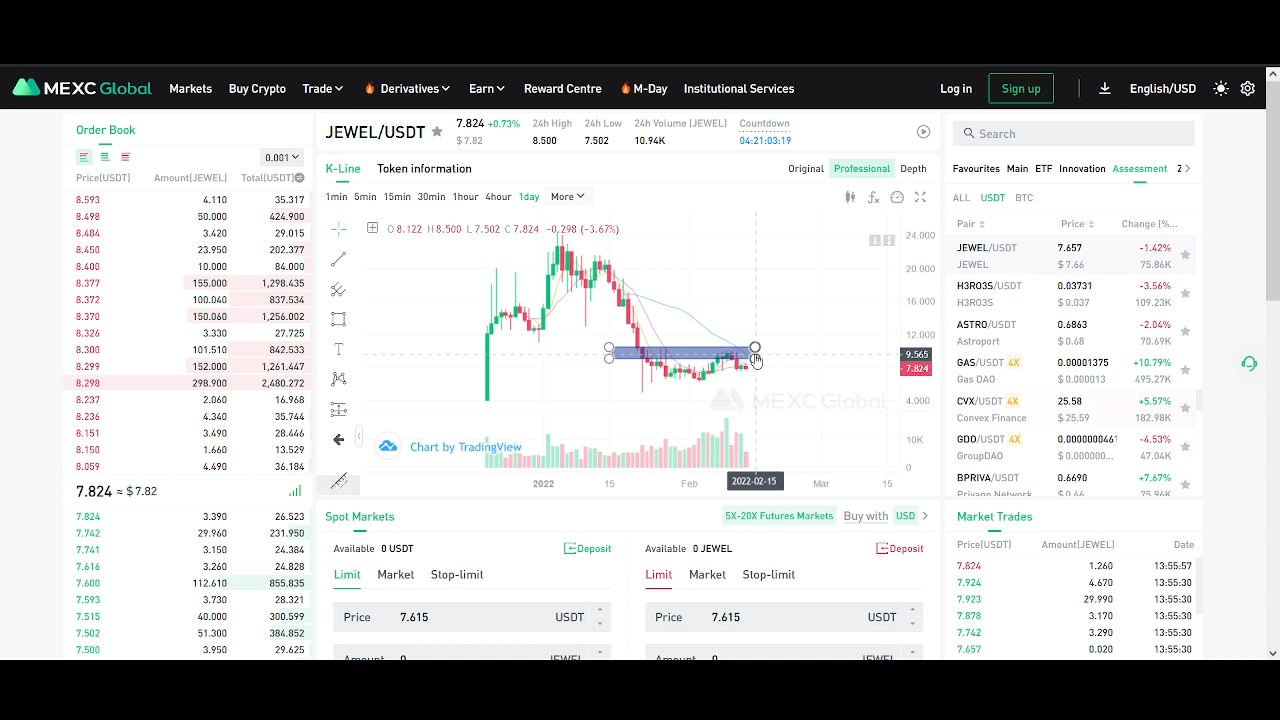 MEXC Global Markets Buy Crypto Trade Derivatives Earn Reward Centre M-Day Institutional Services Log in Sign up English/USD
Order Book
0.001
Price(USDT) Amount(JEWEL) Total(USDT)
8.593 4.110 35.317
8.498 50.000 424.900
8.484 3.420 29.015
8.450 23.950 202.377
8.400 10.000 84.000
8.377 155.000 1,298.435
8.372 100.040 837.534
8.370 150.060 1,256.002
8.326 3.330 27.725
8.300 101.510 842.533
8.299 152.000 1,261.447
8.298 298.900 2,480.272
8.237 2.060 16.968
8.236 4.340 35.744
8.151 3.490 28.446
8.150 1.660 13.529
8.059 4.490 36.184
7.824 ≈ $7.82
7.824 3.390 26.523
7.742 29.960 231.950
7.741 3.150 24.384
7.616 3.260 24.828
7.600 112.610 855.835
7.593 3.730 28.321
7.515 40.000 300.599
7.502 51.300 384.852
7.500 3.950 29.625
JEWEL/USDT
7.824 +0.73%
$7.82
24h High
8.500
24h Low
7.502
24h Volume (JEWEL)
10.94K
Countdown
04:21:03:19
K-Line Token information Original Professional Depth
1min 5min 15min 30min 1hour 4hour 1day More
O 8.122 H 8.500 L 7.502 C 7.824 -0.298 (-3.67%)
24.000
20.000
16.000
12.000
9.565
7.824
4.000
MEXC Global
10K
Chart by TradingView
0
2022 15 Feb 2022-02-15 Mar 15
Spot Markets 5X-20X Futures Markets Buy with USD
Available 0 USDT Deposit
Limit Market Stop-limit
Price 7.615 USDT
Amount 0 JEWEL
Available 0 JEWEL Deposit
Limit Market Stop-limit
Price 7.615 USDT
Amount 0 JEWEL
Search
Favourites Main ETF Innovation Assessment Z
ALL USDT BTC
Pair Price Change (%...
JEWEL/USDT 7.657 -1.42%
JEWEL $7.66 75.86K
H3RO3S/USDT 0.03731 -3.56%
H3RO3S $0.037 109.23K
ASTRO/USDT 0.6863 -2.04%
Astroport $0.68 70.69K
GAS/USDT 4X 0.00001375 +10.79%
Gas DAO $0.000013 495.27K
CVX/USDT 4X 25.58 +5.57%
Convex Finance $25.59 182.98K
GDO/USDT 4X 0.0000000461 -4.53%
GroupDAO $0.000000... 47.04K
BPRIVA/USDT 0.6690 +7.67%
Privapp Network $0.66 75.96K
Market Trades
Price(USDT) Amount(JEWEL) Date
7.824 1.260 13:55:57
7.924 4.670 13:55:30
7.923 29.990 13:55:30
7.878 3.170 13:55:30
7.742 3.290 13:55:30
7.657 0.020 13:55:30